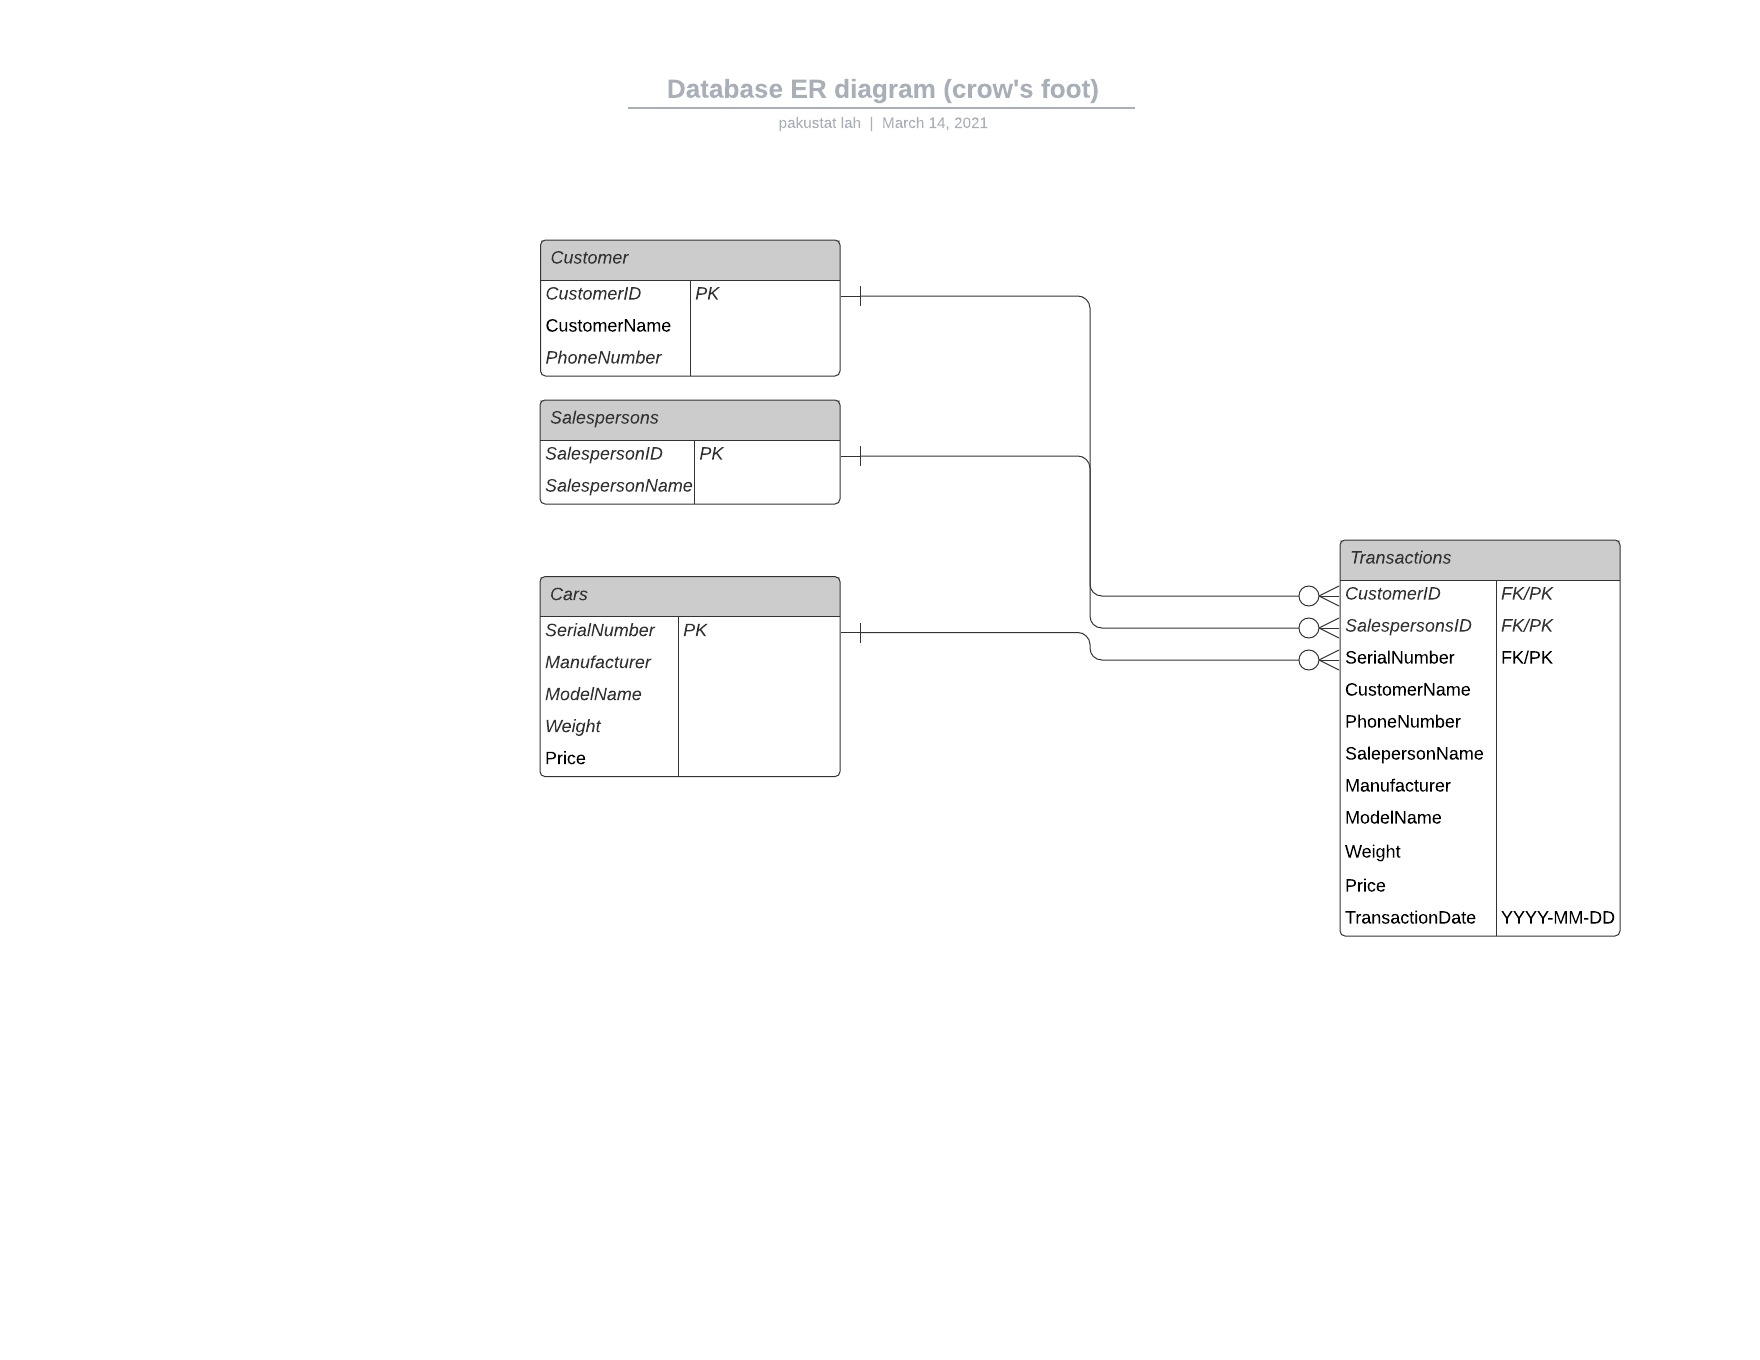 Database ER diagram (crow's foot)
pakustat lah | March 14, 2021
Customer
CustomerID PK
CustomerName
PhoneNumber
Salespersons
SalespersonID PK
SalespersonName
Cars
SerialNumber PK
Manufacturer
ModelName
Weight
Price
Transactions
CustomerID FK/PK
SalespersonsID FK/PK
SerialNumber FK/PK
CustomerName
PhoneNumber
SalepersonName
Manufacturer
ModelName
Weight
Price
TransactionDate YYYY-MM-DD